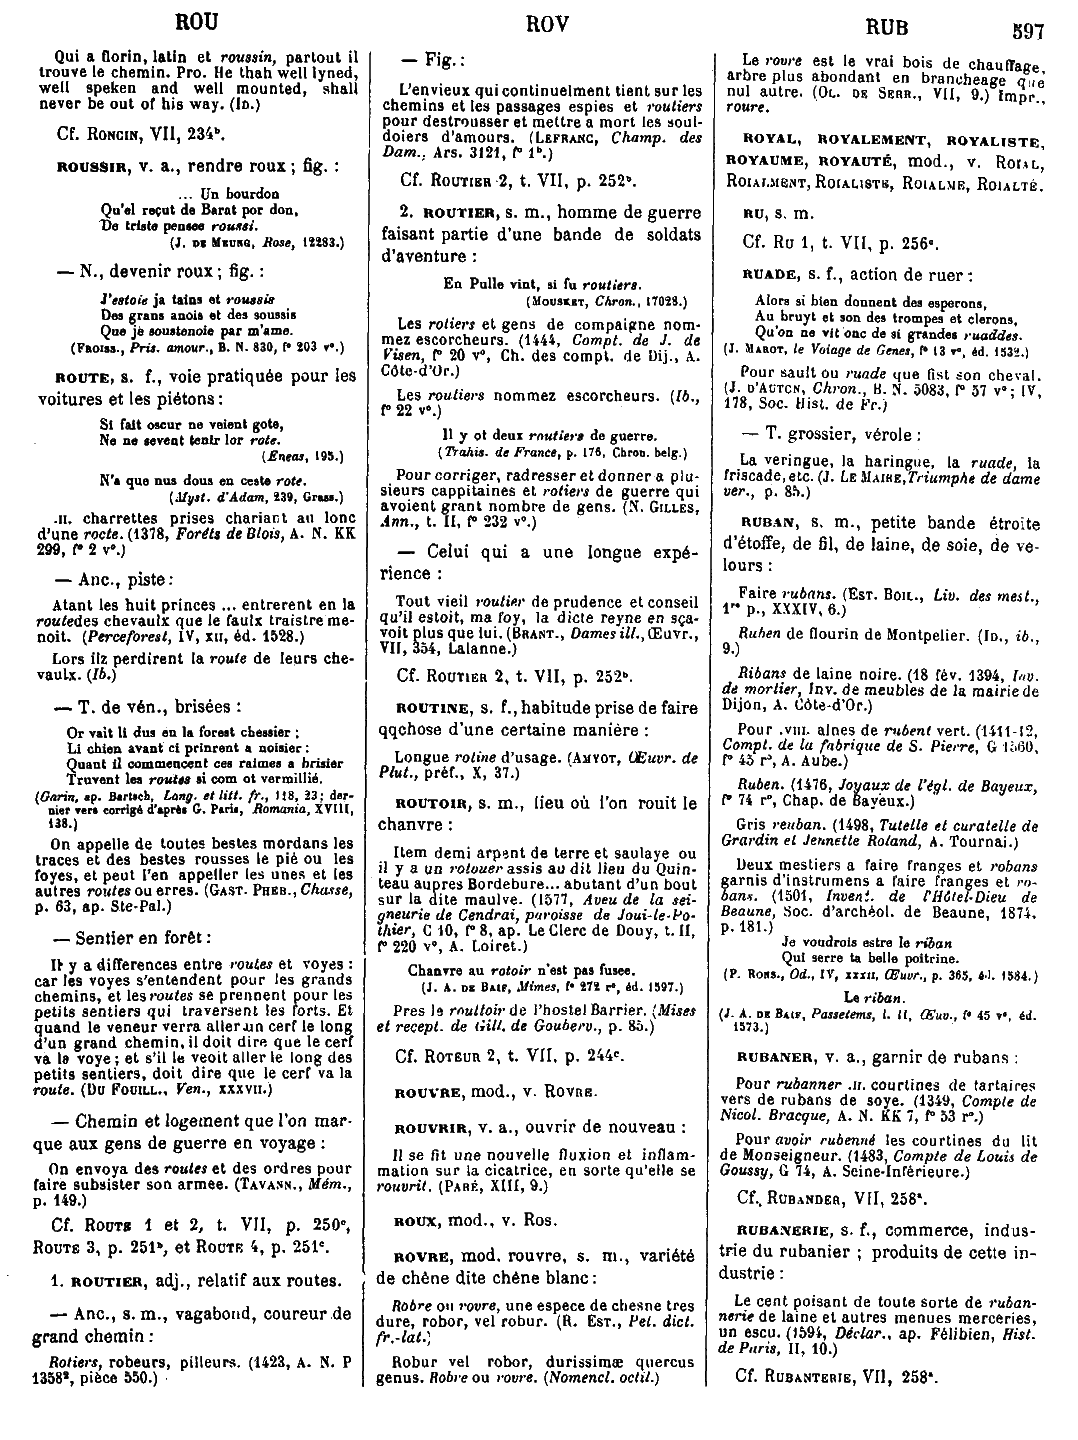 ROU
ROV
RUB
597
Qui a florin, latin et roussin, partout il
trouve le chemin. Pro. He thah well lyned,
well speken and well mounted, shall
never be out of his way. (ID.)
Cf. RONCIN, VII, 234ᵇ.
ROUSSIR, v. a., rendre roux ; fig. :
... Un bourdon
Qu'el reçut de Barat por don,
De triste pensee roussi.
(J. DE MEUNG, Rose, 12283.)
— N., devenir roux ; fig. :
J'estoie ja tains et roussis
Des grans anois et des soussis
Que je soustenoie par m'ame.
(FROISS., Pris. amour., B. N. 830, f° 203 v°.)
ROUTE, s. f., voie pratiquée pour les
voitures et les piétons :
Si fait oscur ne veient gote,
Ne ne sevent tenir lor rote.
(Eneas, 195.)
N'a que nus dous en ceste rote.
(Myst. d'Adam, 239, Grass.)
.II. charrettes prises chariant au lonc
d'une rocte. (1378, Foréts de Blois, A. N. KK
299, f° 2 v°.)
— Anc., piste :
Atant les huit princes ... entrerent en la
routedes chevaulx que le faulx traistre me-
noit. (Perceforest, IV, XII, éd. 1528.)
Lors ilz perdirent la route de leurs che-
vaulx. (Ib.)
— T. de vén., brisées :
Or vait li dus en la forest chessier ;
Li chien avant ci prinrent a noisier :
Quant il commencent ces raimes a brisier
Truvent les routes si com ot vermillié.
(Garin, ap. Bartsch, Lang. et litt. fr., 118, 23; der-
nier vers corrigé d'après G. Paris, Romania, XVIII,
138.)
On appelle de toutes bestes mordans les
traces et des bestes rousses le pié ou les
foyes, et peut l'en appeller les unes et les
autres routes ou erres. (GAST. PHEB., Chasse,
p. 63, ap. Ste-Pal.)
— Sentier en forêt :
Il y a differences entre routes et voyes :
car les voyes s'entendent pour les grands
chemins, et les routes se prennent pour les
petits sentiers qui traversent les forts. Et
quand le veneur verra aller un cerf le long
d'un grand chemin, il doit dire que le cerf
va la voye ; et s'il le veoit aller le long des
petits sentiers, doit dire que le cerf va la
route. (DU FOUILL., Ven., XXXVII.)
— Chemin et logement que l'on mar-
que aux gens de guerre en voyage :
On envoya des routes et des ordres pour
faire subsister son armee. (TAVANN., Mém.,
p. 149.)
Cf. ROUTE 1 et 2, t. VII, p. 250ᶜ,
ROUTE 3, p. 251ᵇ, et ROUTE 4, p. 251ᶜ.
1. ROUTIER, adj., relatif aux routes.
— Anc., s. m., vagabond, coureur de
grand chemin :
Rotiers, robeurs, pilleurs. (1423, A. N. P
1358², pièce 550.)
— Fig. :
L'envieux qui continuelment tient sur les
chemins et les passages espies et routiers
pour destrousser et mettre a mort les soul-
doiers d'amours. (LEFRANC, Champ. des
Dam., Ars. 3121, f° 1ᵇ.)
Cf. ROUTIER 2, t. VII, p. 252ᵇ.
2. ROUTIER, s. m., homme de guerre
faisant partie d'une bande de soldats
d'aventure :
En Pulle vint, si fu routiers.
(MOUSKET, Chron., 17028.)
Les rotiers et gens de compaigne nom-
mez escorcheurs. (1444, Compt. de J. de
Visen, f° 20 v°, Ch. des compt. de Dij., A.
Côte-d'Or.)
Les routiers nommez escorcheurs. (Ib.,
f° 22 v°.)
Il y ot deux routiers de guerre.
(Trahis. de France, p. 176, Chron. belg.)
Pour corriger, radresser et donner a plu-
sieurs cappitaines et rotiers de guerre qui
avoient grant nombre de gens. (N. GILLES,
Ann., t. II, f° 232 v°.)
— Celui qui a une longue expé-
rience :
Tout vieil routier de prudence et conseil
qu'il estoit, ma foy, la dicte reyne en sça-
voit plus que lui. (BRANT., Dames ill., Œuvr.,
VII, 354, Lalanne.)
Cf. ROUTIER 2, t. VII, p. 252ᵇ.
ROUTINE, s. f., habitude prise de faire
qqchose d'une certaine manière :
Longue rotine d'usage. (AMYOT, Œuvr. de
Plut., préf., X, 37.)
ROUTOIR, s. m., lieu où l'on rouit le
chanvre :
Item demi arpent de terre et saulaye ou
il y a un rotouer assis au dit lieu du Quin-
teau aupres Bordebure... abutant d'un bout
sur la dite maulve. (1577, Aveu de la sei-
gneurie de Cendrai, paroisse de Joui-le-Po-
thier, C 10, f° 8, ap. Le Clerc de Douy, t. II,
f° 220 v°, A. Loiret.)
Chanvre au rotoir n'est pas fusee.
(J. A. DE BAIF, Mimes, f° 272 r°, éd. 1597.)
Pres le roultoir de l'hostel Barrier. (Mises
et recept. de Gill. de Gouberv., p. 85.)
Cf. ROTEUR 2, t. VII, p. 244ᶜ.
ROUVRE, mod., v. ROVRE.
ROUVRIR, v. a., ouvrir de nouveau :
Il se fit une nouvelle fluxion et inflam-
mation sur la cicatrice, en sorte qu'elle se
rouvrit. (PARÉ, XIII, 9.)
ROUX, mod., v. ROS.
ROVRE, mod. rouvre, s. m., variété
de chêne dite chêne blanc :
Robre ou rovre, une espece de chesne tres
dure, robor, vel robur. (R. EST., Pet. dict.
fr.-lat.)
Robur vel robor, durissimæ quercus
genus. Robre ou rovre. (Nomencl. octil.)
Le rovre est le vrai bois de chauffage,
arbre plus abondant en brancheage que
nul autre. (OL. DE SERR., VII, 9.) Impr.,
roure.
ROYAL, ROYALEMENT, ROYALISTE,
ROYAUME, ROYAUTÉ, mod., v. ROIAL,
ROIALMENT, ROIALISTE, ROIALME, ROIALTÉ.
RU, s. m.
Cf. RU 1, t. VII, p. 256ᵃ.
RUADE, s. f., action de ruer :
Alors si bien donnent des esperons,
Au bruyt et son des trompes et clerons,
Qu'on ne vit onc de si grandes ruaddes.
(J. MAROT, le Voiage de Genes, f° 13 r°, éd. 1532.)
Pour sault ou ruade que fist son cheval.
(J. D'AUTON, Chron., B. N. 5083, f° 57 v° ; IV,
178, Soc. Hist. de Fr.)
— T. grossier, vérole :
La veringue, la haringue, la ruade, la
friscade, etc. (J. LE MAIRE, Triumphe de dame
ver., p. 85.)
RUBAN, s. m., petite bande étroite
d'étoffe, de fil, de laine, de soie, de ve-
lours :
Faire rubans. (EST. BOIL., Liv. des mest.,
1ʳᵉ p., XXXIV, 6.)
Ruben de flourin de Montpelier. (ID., ib.,
9.)
Ribans de laine noire. (18 fév. 1394, Inv.
de mortier, Inv. de meubles de la mairie de
Dijon, A. Côte-d'Or.)
Pour .VIII. alnes de rubent vert. (1411-12,
Compt. de la fabrique de S. Pierre, G 1560,
f° 45 r°, A. Aube.)
Ruben. (1476, Joyaux de l'égl. de Bayeux,
f° 74 r°, Chap. de Bayeux.)
Gris reuban. (1498, Tutelle et curatelle de
Grardin et Jennette Roland, A. Tournai.)
Deux mestiers a faire franges et robans
garnis d'instrumens a faire franges et ro-
bans. (1501, Invent. de l'Hôtel-Dieu de
Beaune, Soc. d'archéol. de Beaune, 1874,
p. 181.)
Je voudrois estre le riban
Qui serre ta belle poitrine.
(P. RONS., Od., IV, XXXII, Œuvr., p. 365, éd. 1584.)
Le riban.
(J. A. DE BAIF, Passetems, l. II, Œuv., f° 45 v°, éd.
1573.)
RUBANER, v. a., garnir de rubans :
Pour rubanner .II. courtines de tartaires
vers de rubans de soye. (1349, Compte de
Nicol. Bracque, A. N. KK 7, f° 53 r°.)
Pour avoir rubenné les courtines du lit
de Monseigneur. (1483, Compte de Louis de
Goussy, G 74, A. Seine-Inférieure.)
Cf. RUBANDER, VII, 258ᵃ.
RUBANERIE, s. f., commerce, indus-
trie du rubanier ; produits de cette in-
dustrie :
Le cent poisant de toute sorte de ruban-
nerie de laine et autres menues merceries,
un escu. (1594, Déclar., ap. Félibien, Hist.
de Paris, II, 10.)
Cf. RUBANTERIE, VII, 258ᵃ.